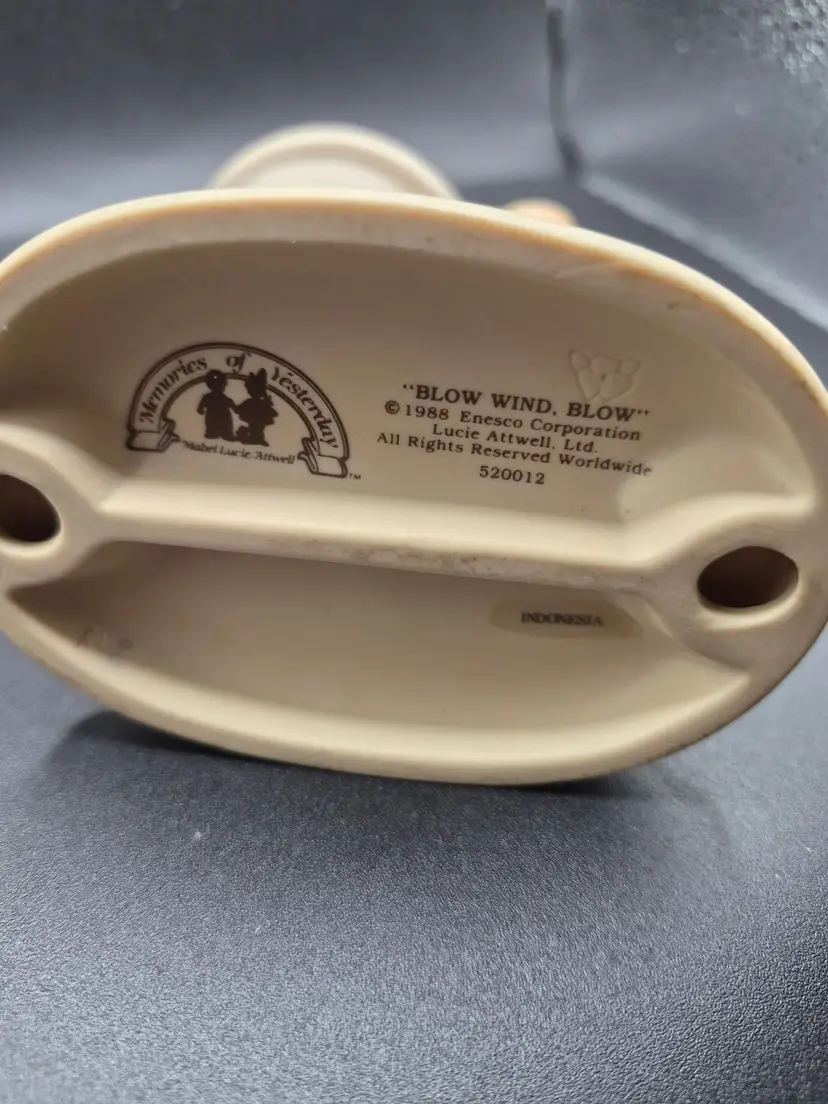 Memories of Yesterday
Mabel Lucie Attwell
TM
"BLOW WIND, BLOW"
©1988 Enesco Corporation
Lucie Attwell, Ltd.
All Rights Reserved Worldwide
520012
INDONESIA